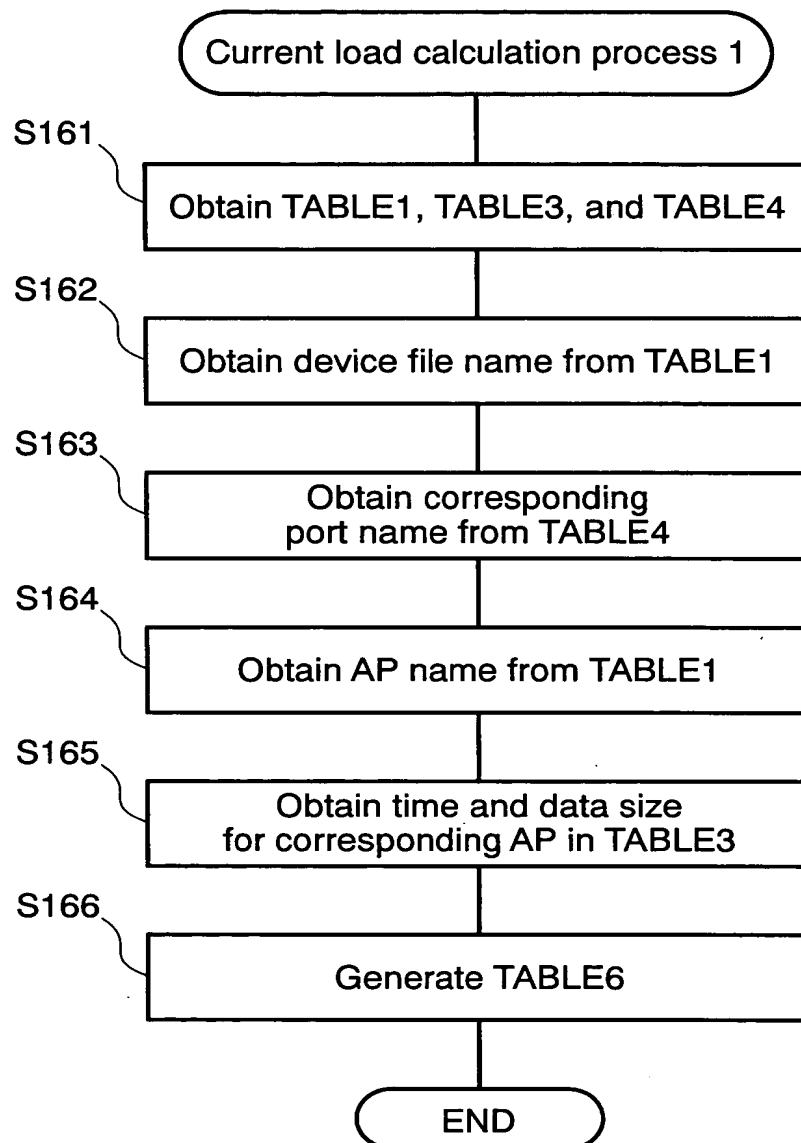 Current load calculation process 1
S161
Obtain TABLE1, TABLE3, and TABLE4
S162
Obtain device file name from TABLE1
S163
Obtain corresponding
port name from TABLE4
S164
Obtain AP name from TABLE1
S165
Obtain time and data size
for corresponding AP in TABLE3
S166
Generate TABLE6
END